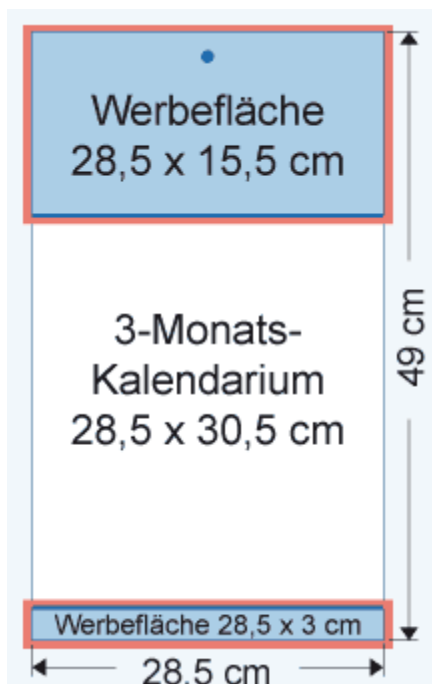 Werbefläche
28,5 x 15,5 cm
3-Monats-
Kalendarium
28,5 x 30,5 cm
49 cm
Werbefläche 28,5 x 3 cm
28,5 cm